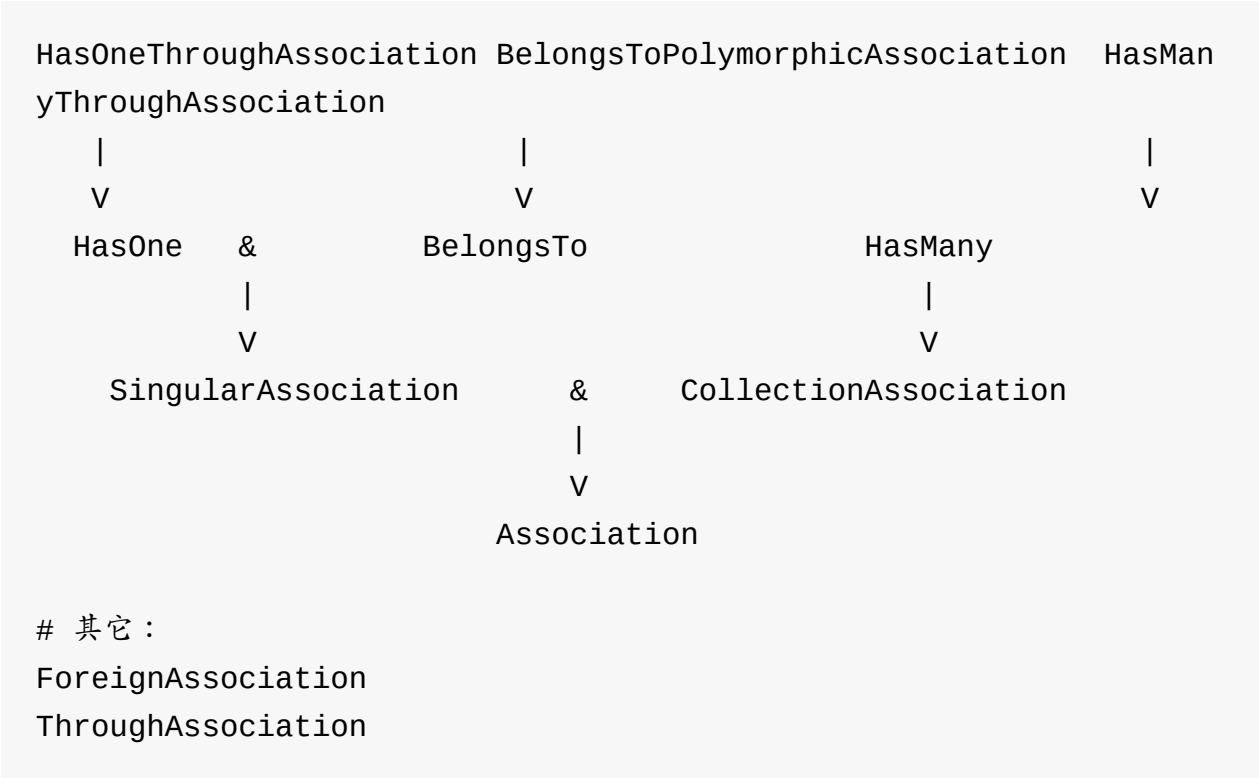 HasOneThroughAssociation BelongsToPolymorphicAssociation  HasMan
yThroughAssociation
   |                      |                                 |
   V                      V                                 V
  HasOne   &         BelongsTo               HasMany
           |                                    |
           V                                    V
    SingularAssociation      &     CollectionAssociation
                             |
                             V
                         Association
# 其它：
ForeignAssociation
ThroughAssociation